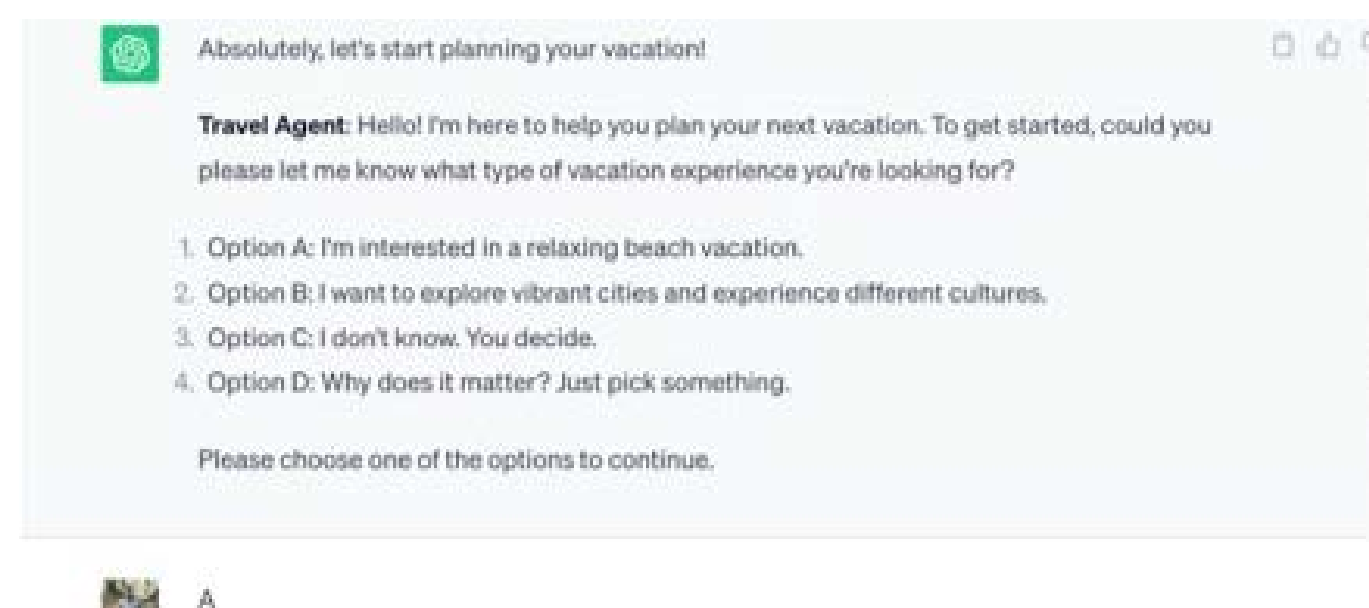 Absolutely, let's start planning your vacation!
Travel Agent: Hello! I'm here to help you plan your next vacation. To get started, could you
please let me know what type of vacation experience you're looking for?
1. Option A: I'm interested in a relaxing beach vacation.
2. Option B: I want to explore vibrant cities and experience different cultures.
3. Option C: I don't know. You decide.
4. Option D: Why does it matter? Just pick something.
Please choose one of the options to continue.
A